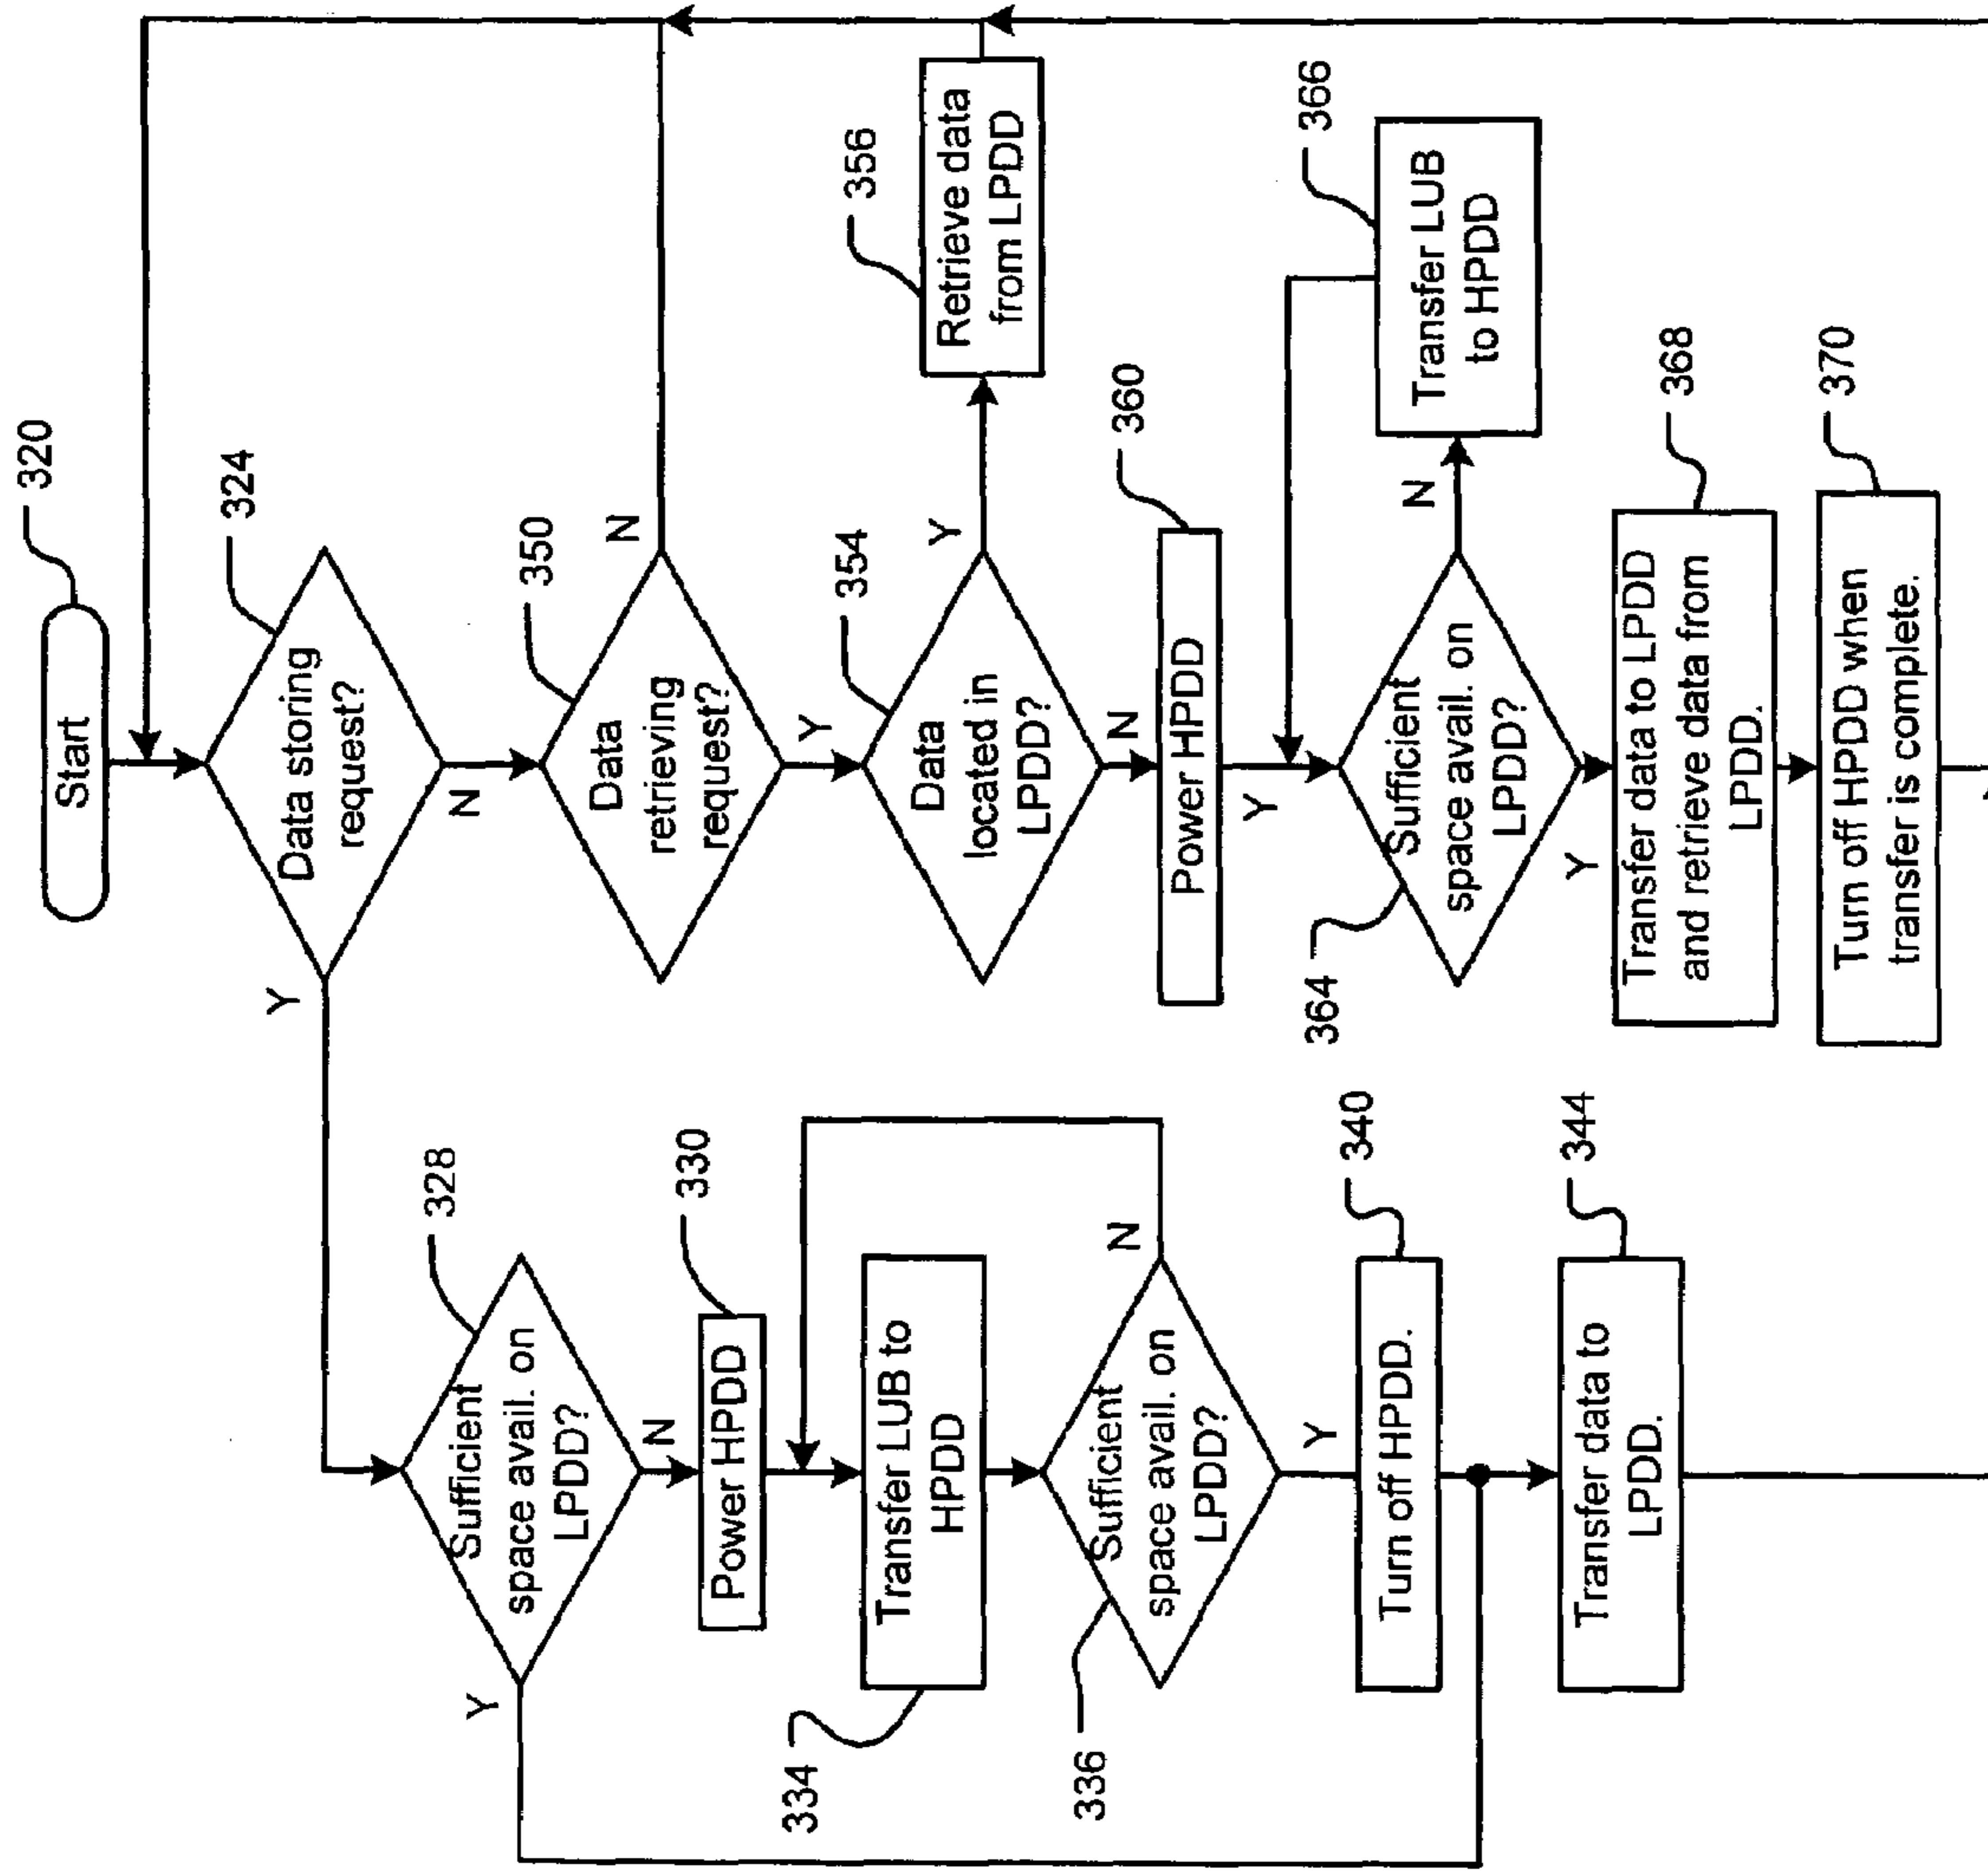 320
Start
324
Data storing
request?
Y
N
328
Sufficient
space avail. on
LPDD?
Y
N
330
Power HPDD
334
Transfer LUB to
HPDD
336
Sufficient
space avail. on
LPDD?
N
Y
340
Turn off HPDD.
344
Transfer data to
LPDD.
350
Data
retrieving
request?
N
Y
354
Data
located in
LPDD?
Y
N
356
Retrieve data
from LPDD
360
Power HPDD
Y
364
Sufficient
space avail. on
LPDD?
N
Y
366
Transfer LUB
to HPDD
368
Transfer data to LPDD
and retrieve data from
LPDD.
370
Turn off HPDD when
transfer is complete.